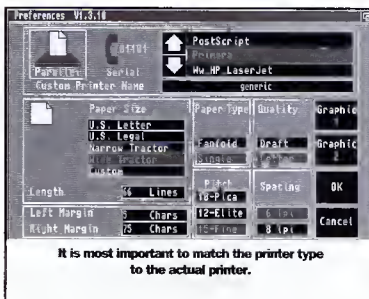 Preferences V1.3.10
PostScript
Primera
Ww_HP_LaserJet
Parallel
Serial
Custom Printer Name
generic
Paper Size
U.S. Letter
U.S. Legal
Narrow Tractor
Wide Tractor
Custom
Length
66 Lines
Left Margin
5 Chars
Right Margin
75 Chars
Paper Type
Fanfold
Single
Quality
Draft
Letter
Pitch
10-Pica
12-Elite
15-Fine
Spacing
6 lpi
8 lpi
Graphic
1
Graphic
2
OK
Cancel
It is most important to match the printer type
to the actual printer.